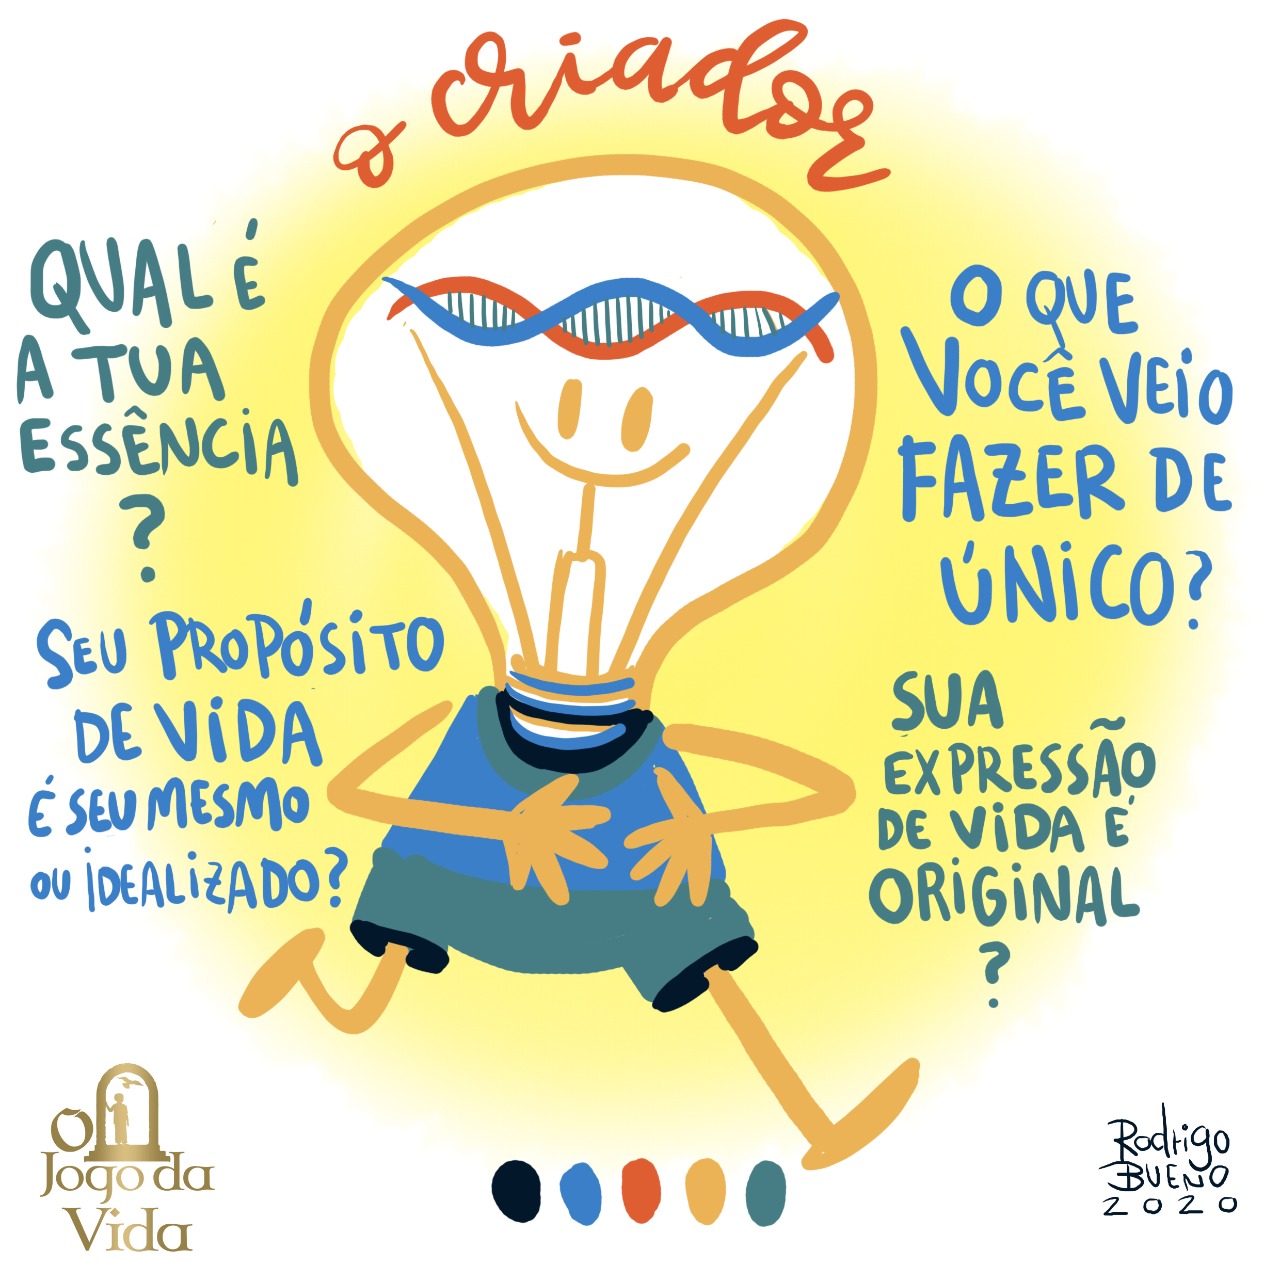 o criador
QUAL É
A TUA
ESSÊNCIA
?
SEU PROPÓSITO
DE VIDA
É SEU MESMO
OU IDEALIZADO?
O QUE
VOCÊ VEIO
FAZER DE
ÚNICO?
SUA
EXPRESSÃO
DE VIDA É
ORIGINAL
?
O
Jogo da
Vida
Rodrigo
BUENO
2020